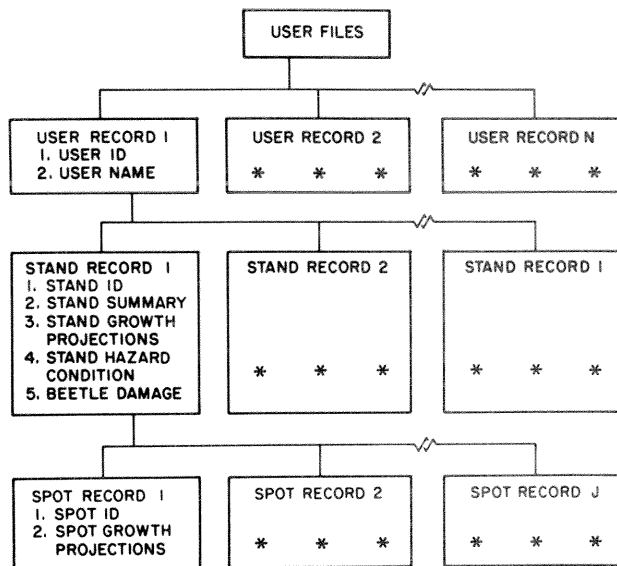 USER FILES
USER RECORD 1
1. USER ID
2. USER NAME
USER RECORD 2
* * *
USER RECORD N
* * *
STAND RECORD 1
1. STAND ID
2. STAND SUMMARY
3. STAND GROWTH
PROJECTIONS
4. STAND HAZARD
CONDITION
5. BEETLE DAMAGE
STAND RECORD 2
* * *
STAND RECORD I
* * *
SPOT RECORD 1
1. SPOT ID
2. SPOT GROWTH
PROJECTIONS
SPOT RECORD 2
* * *
SPOT RECORD J
* * *